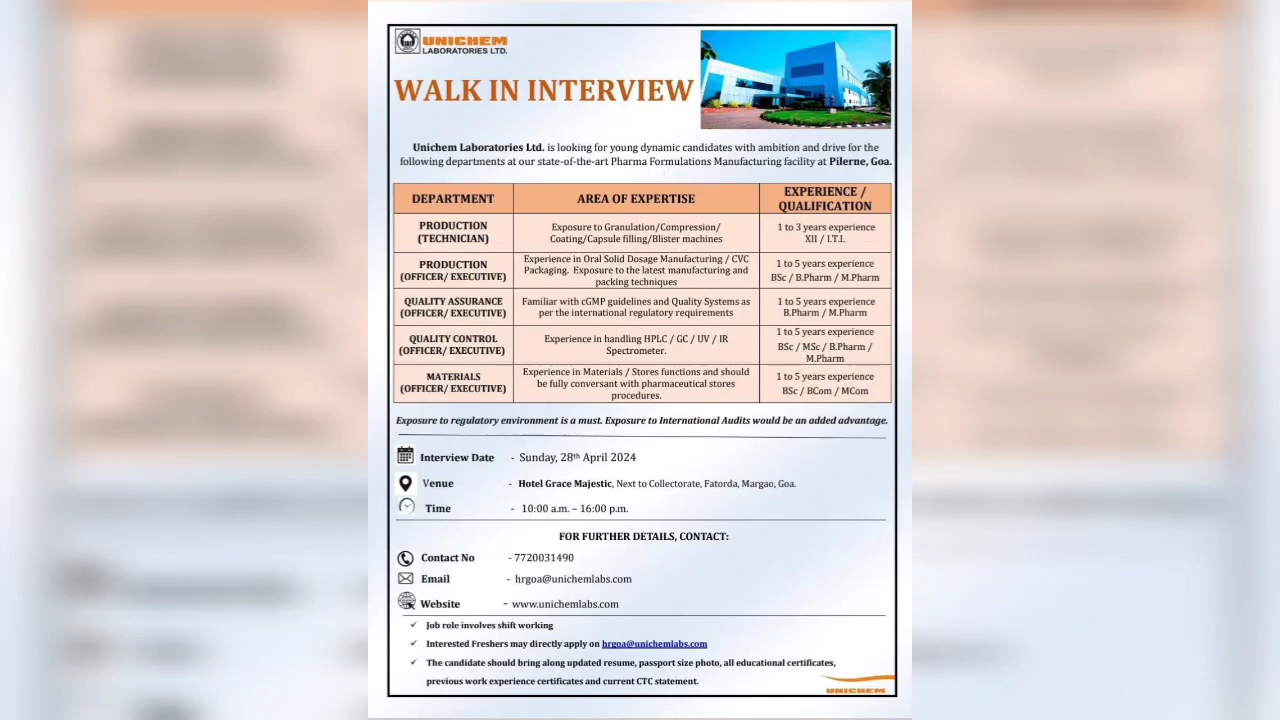 UNICHEM
LABORATORIES LTD.
WALK IN INTERVIEW
Unichem Laboratories Ltd. is looking for young dynamic candidates with ambition and drive for the
following departments at our state-of-the-art Pharma Formulations Manufacturing facility at Pilerne, Goa.
DEPARTMENT
AREA OF EXPERTISE
EXPERIENCE /
QUALIFICATION
PRODUCTION
(TECHNICIAN)
Exposure to Granulation/Compression/
Coating/Capsule filling/Blister machines
1 to 3 years experience
XII / I.T.I.
PRODUCTION
(OFFICER/ EXECUTIVE)
Experience in Oral Solid Dosage Manufacturing / CVC
Packaging. Exposure to the latest manufacturing and
packing techniques
1 to 5 years experience
BSc / B.Pharm / M.Pharm
QUALITY ASSURANCE
(OFFICER/ EXECUTIVE)
Familiar with cGMP guidelines and Quality Systems as
per the international regulatory requirements
1 to 5 years experience
B.Pharm / M.Pharm
QUALITY CONTROL
(OFFICER/ EXECUTIVE)
Experience in handling HPLC / GC / UV / IR
Spectrometer.
1 to 5 years experience
BSc / MSc / B.Pharm /
M.Pharm
MATERIALS
(OFFICER/ EXECUTIVE)
Experience in Materials / Stores functions and should
be fully conversant with pharmaceutical stores
procedures.
1 to 5 years experience
BSc / BCom / MCom
Exposure to regulatory environment is a must. Exposure to International Audits would be an added advantage.
Interview Date - Sunday, 28th April 2024
Venue - Hotel Grace Majestic, Next to Collectorate, Fatorda, Margao, Goa.
Time - 10:00 a.m. – 16:00 p.m.
FOR FURTHER DETAILS, CONTACT:
Contact No - 7720031490
Email - hrgoa@unichemlabs.com
Website - www.unichemlabs.com
✓ Job role involves shift working
✓ Interested Freshers may directly apply on hrgoa@unichemlabs.com
✓ The candidate should bring along updated resume, passport size photo, all educational certificates,
previous work experience certificates and current CTC statement.
UNICHEM